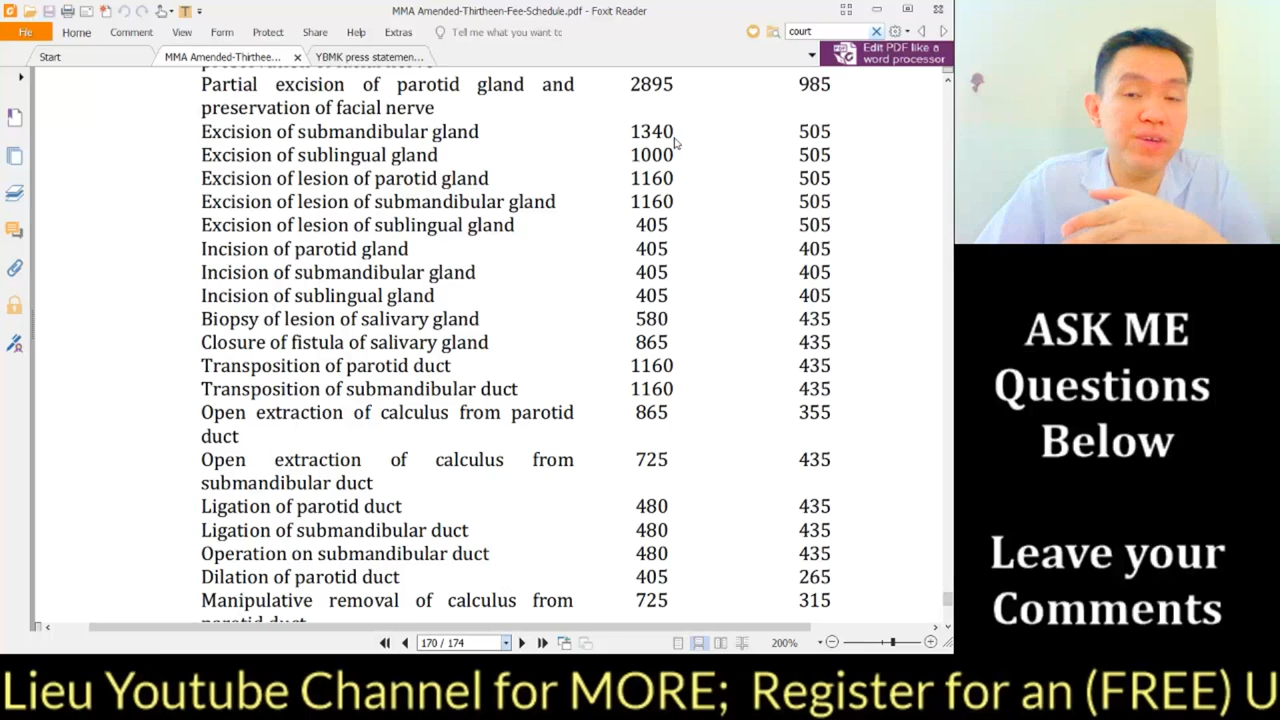 MMA Amended-Thirtheen-Fee-Schedule.pdf - Foxit Reader
File Home Comment View Form Protect Share Help Extras Tell me what you want to court
Start MMA Amended-Thirthee... YBMK press statemen... Edit PDF like a
word processor
Partial excision of parotid gland and 2895 985
preservation of facial nerve
Excision of submandibular gland 1340 505
Excision of sublingual gland 1000 505
Excision of lesion of parotid gland 1160 505
Excision of lesion of submandibular gland 1160 505
Excision of lesion of sublingual gland 405 505
Incision of parotid gland 405 405
Incision of submandibular gland 405 405
Incision of sublingual gland 405 405
Biopsy of lesion of salivary gland 580 435
Closure of fistula of salivary gland 865 435
Transposition of parotid duct 1160 435
Transposition of submandibular duct 1160 435
Open extraction of calculus from parotid 865 355
duct
Open extraction of calculus from 725 435
submandibular duct
Ligation of parotid duct 480 435
Ligation of submandibular duct 480 435
Operation on submandibular duct 480 435
Dilation of parotid duct 405 265
Manipulative removal of calculus from 725 315
parotid duct
170 / 174 200%
ASK ME
Questions
Below
Leave your
Comments
Lieu Youtube Channel for MORE; Register for an (FREE) U